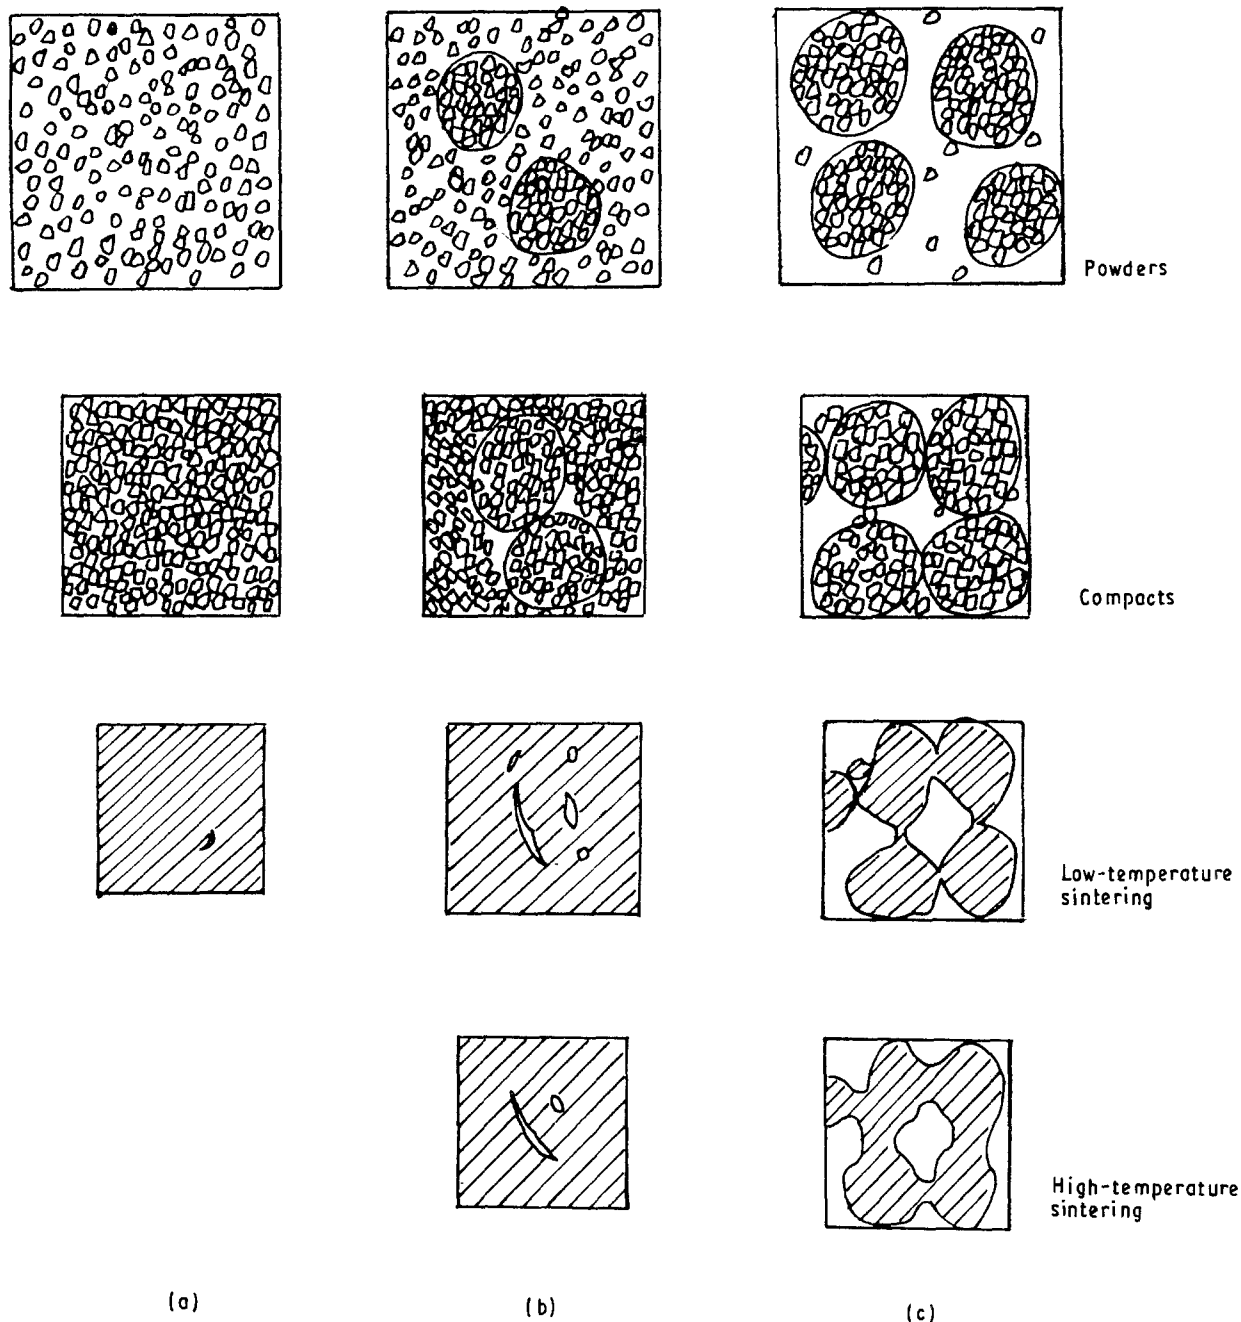 Powders
Compacts
Low-temperature
sintering
High-temperature
sintering
(a)
(b)
(c)